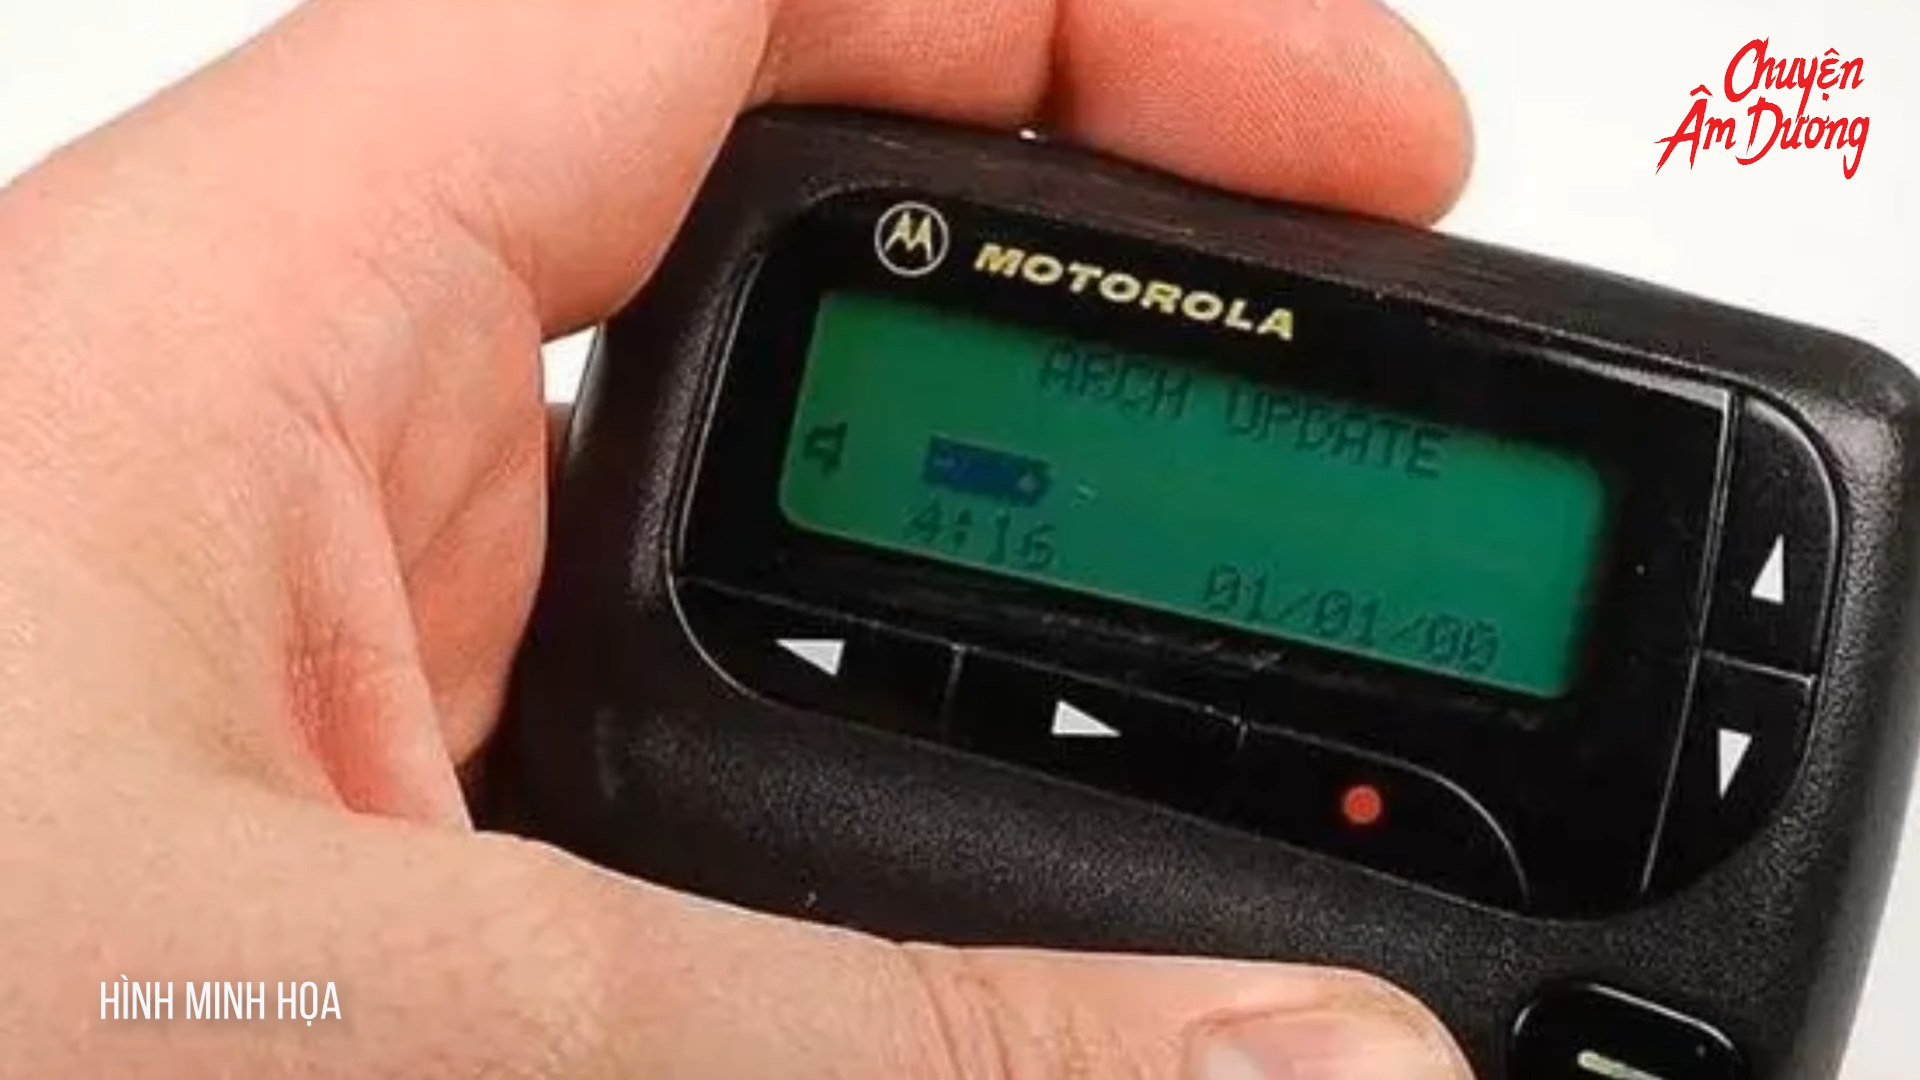 Chuyện
Âm Dương
MOTOROLA
ARCH UPDATE
4:16
01/01/00
HÌNH MINH HỌA